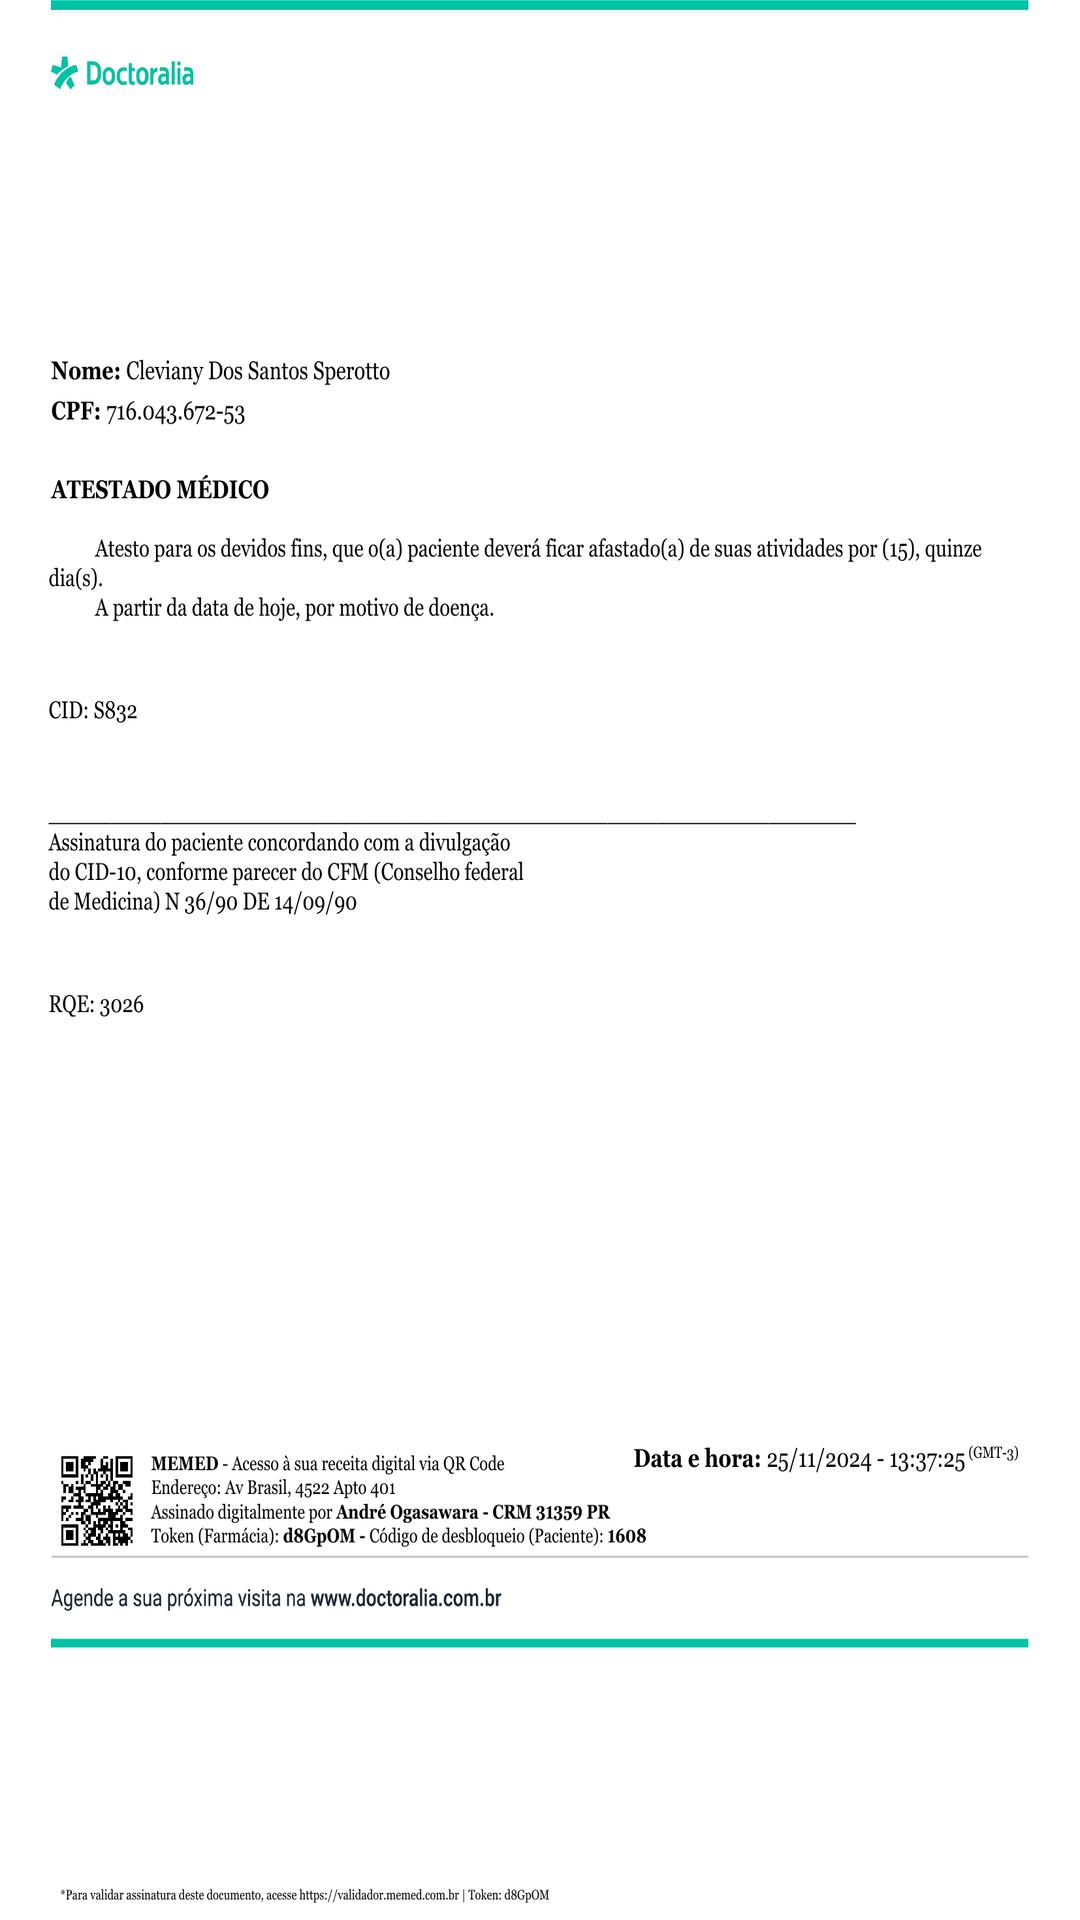 Doctoralia
Nome: Cleviany Dos Santos Sperotto
CPF: 716.043.672-53
ATESTADO MÉDICO
Atesto para os devidos fins, que o(a) paciente deverá ficar afastado(a) de suas atividades por (15), quinze
dia(s).
A partir da data de hoje, por motivo de doença.
CID: S832
Assinatura do paciente concordando com a divulgação
do CID-10, conforme parecer do CFM (Conselho federal
de Medicina) N 36/90 DE 14/09/90
RQE: 3026
MEMED - Acesso à sua receita digital via QR Code
Endereço: Av Brasil, 4522 Apto 401
Assinado digitalmente por André Ogasawara - CRM 31359 PR
Token (Farmácia): d8GpOM - Código de desbloqueio (Paciente): 1608
Data e hora: 25/11/2024 - 13:37:25 (GMT-3)
Agende a sua próxima visita na www.doctoralia.com.br
*Para validar assinatura deste documento, acesse https://validador.memed.com.br | Token: d8GpOM